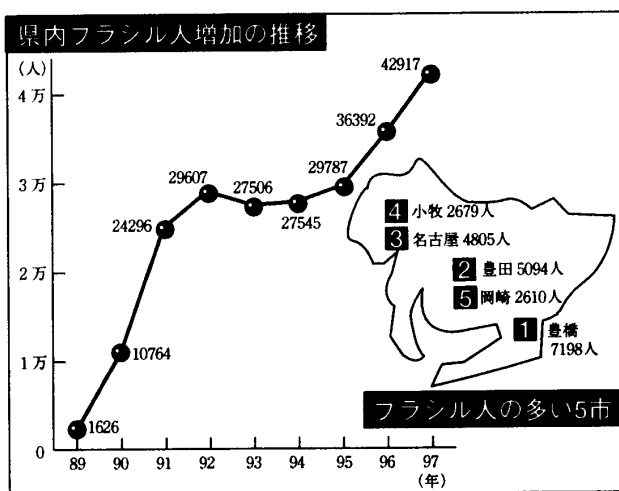 県内フラシル人増加の推移
(人)
4万
3万
2万
1万
0
1626
10764
24296
29607
27506
27545
29787
36392
42917
89 90 91 92 93 94 95 96 97
(年)
4 小牧 2679人
3 名古屋 4805人
2 豊田 5094人
5 岡崎 2610人
1 豊橋
7198人
フラシル人の多い5市